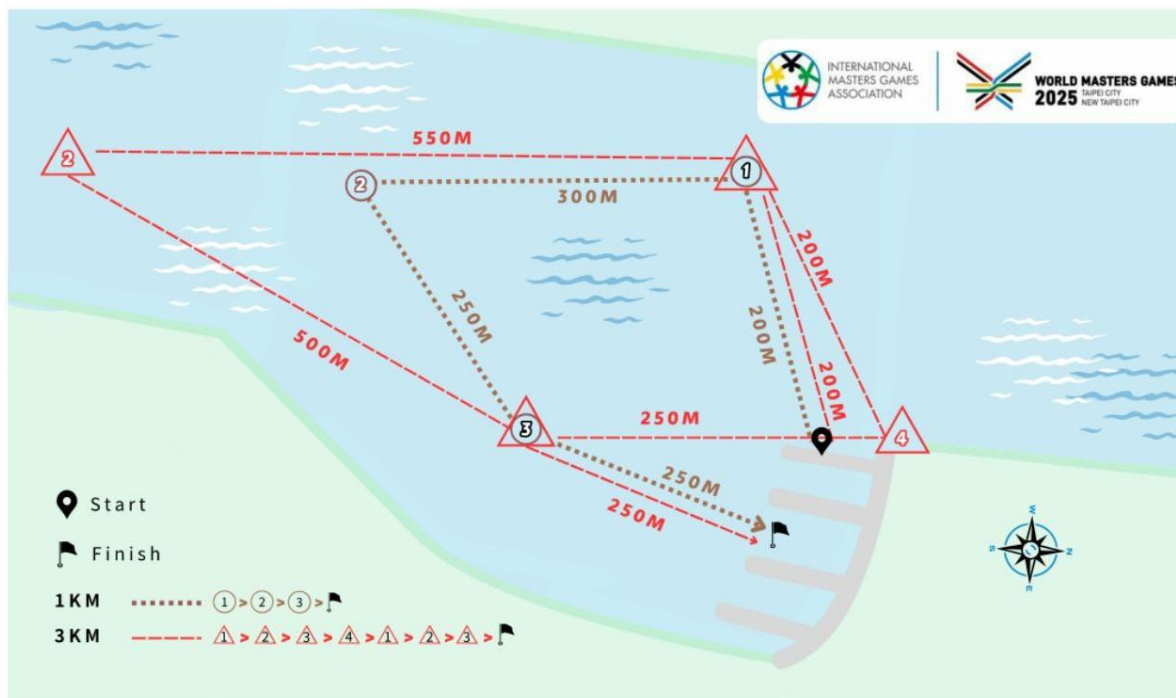 INTERNATIONAL
MASTERS GAMES
ASSOCIATION
WORLD MASTERS GAMES
2025 TAIPEI CITY
NEW TAIPEI CITY
550M
2
1
2
300M
200M
250M
500M
200M
200M
3
250M
4
250M
250M
Start
Finish
1KM 1 > 2 > 3 >
3KM 1 > 2 > 3 > 4 > 1 > 2 > 3 >
W
S N
E